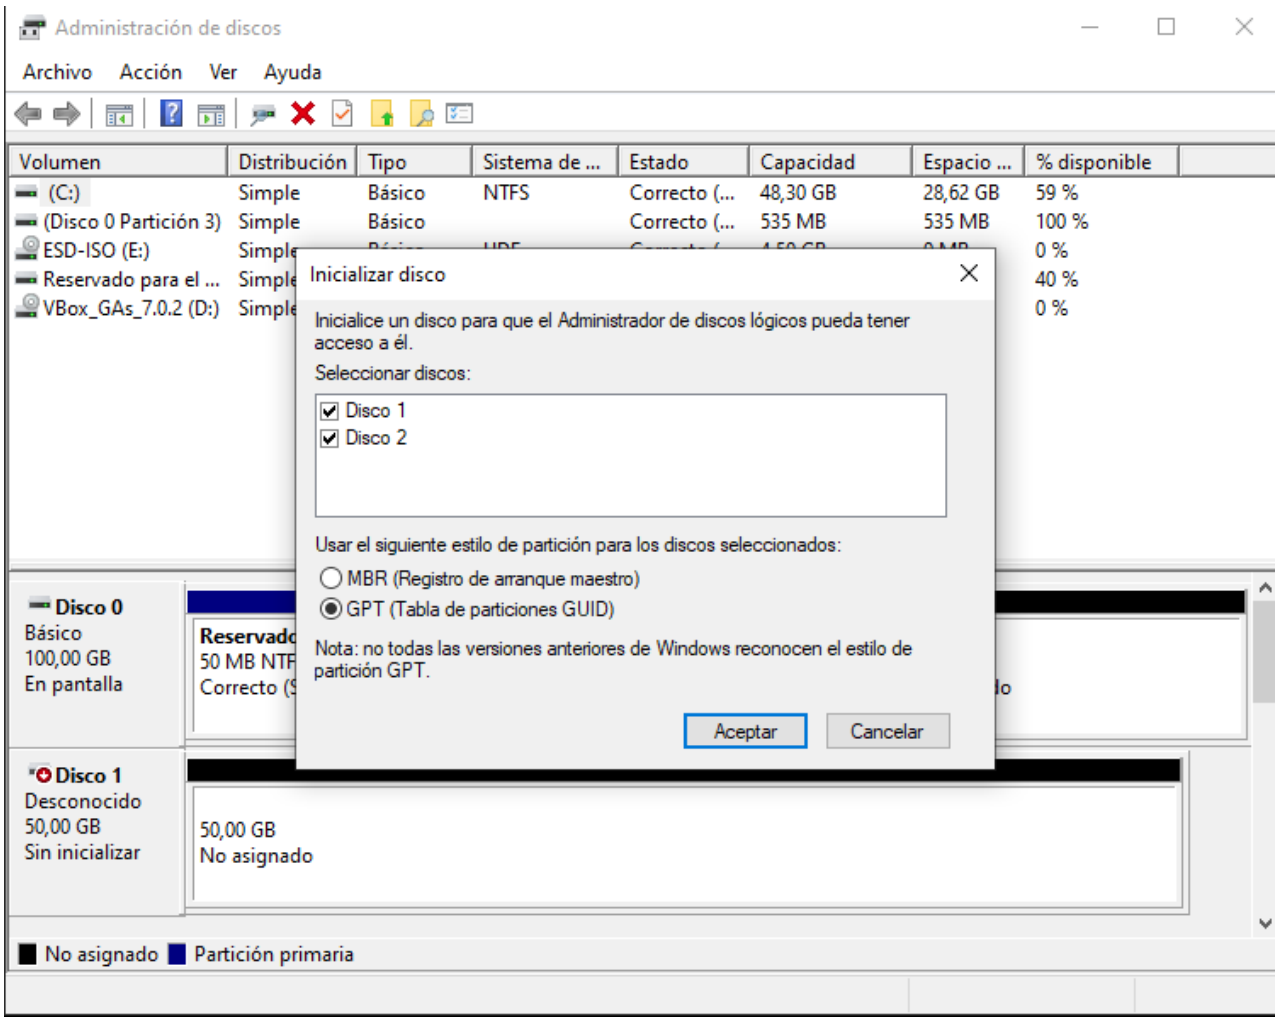 Administración de discos
Archivo Acción Ver Ayuda
Volumen Distribución Tipo Sistema de ... Estado Capacidad Espacio ... % disponible
(C:) Simple Básico NTFS Correcto (... 48,30 GB 28,62 GB 59 %
(Disco 0 Partición 3) Simple Básico Correcto (... 535 MB 535 MB 100 %
ESD-ISO (E:) Simple 0 %
Reservado para el ... Simple 40 %
VBox_GAs_7.0.2 (D:) Simple 0 %
Inicializar disco
Inicialice un disco para que el Administrador de discos lógicos pueda tener
acceso a él.
Seleccionar discos:
Disco 1
Disco 2
Usar el siguiente estilo de partición para los discos seleccionados:
MBR (Registro de arranque maestro)
GPT (Tabla de particiones GUID)
Nota: no todas las versiones anteriores de Windows reconocen el estilo de
partición GPT.
Aceptar Cancelar
Disco 0
Básico
100,00 GB
En pantalla
Reservado
50 MB NTF
Correcto (S
do
Disco 1
Desconocido
50,00 GB
Sin inicializar
50,00 GB
No asignado
No asignado Partición primaria